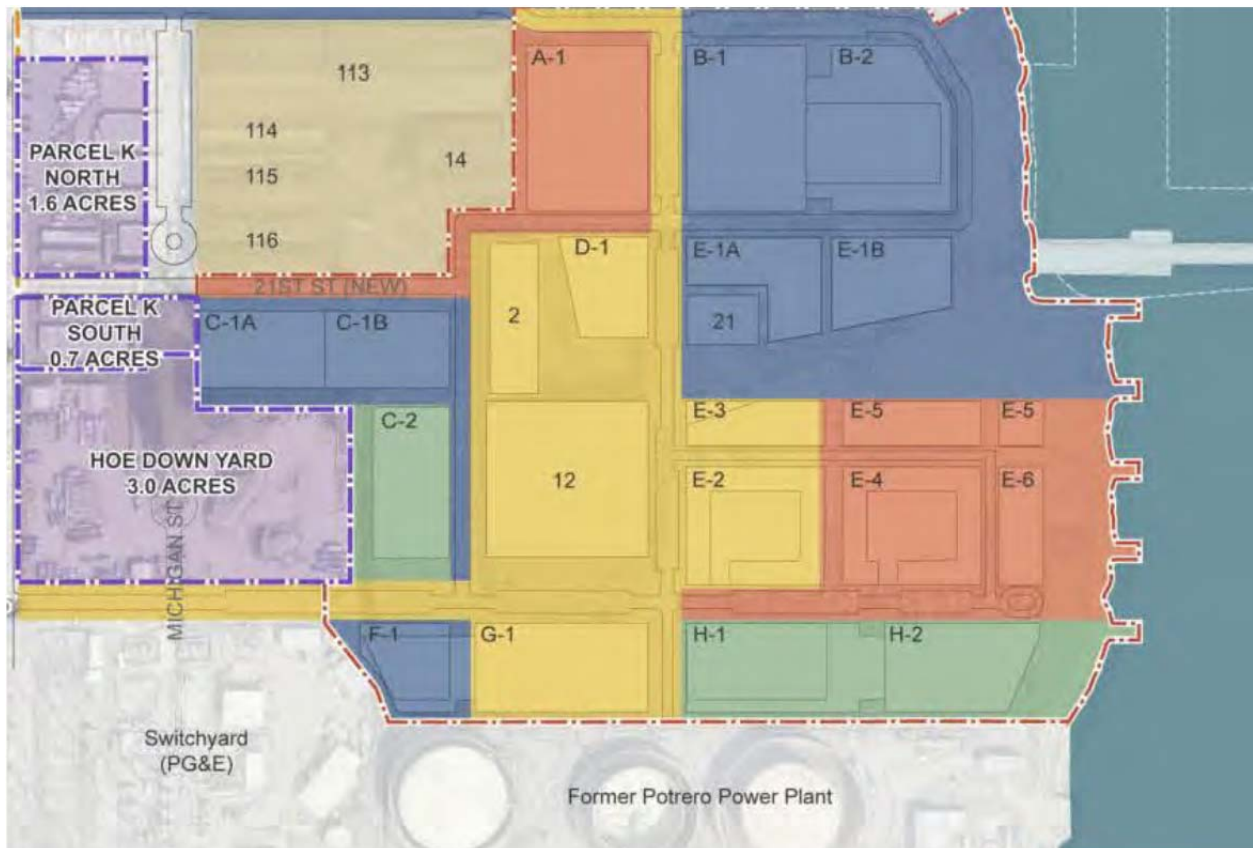 A-1
B-1
B-2
113
114
14
115
116
PARCEL K
NORTH
1.6 ACRES
D-1
E-1A
E-1B
21ST ST (NEW)
PARCEL K
SOUTH
0.7 ACRES
C-1A
C-1B
2
21
C-2
E-3
E-5
E-5
HOE DOWN YARD
3.0 ACRES
12
E-2
E-4
E-6
MICHIGAN ST
F-1
G-1
H-1
H-2
Switchyard
(PG&E)
Former Potrero Power Plant